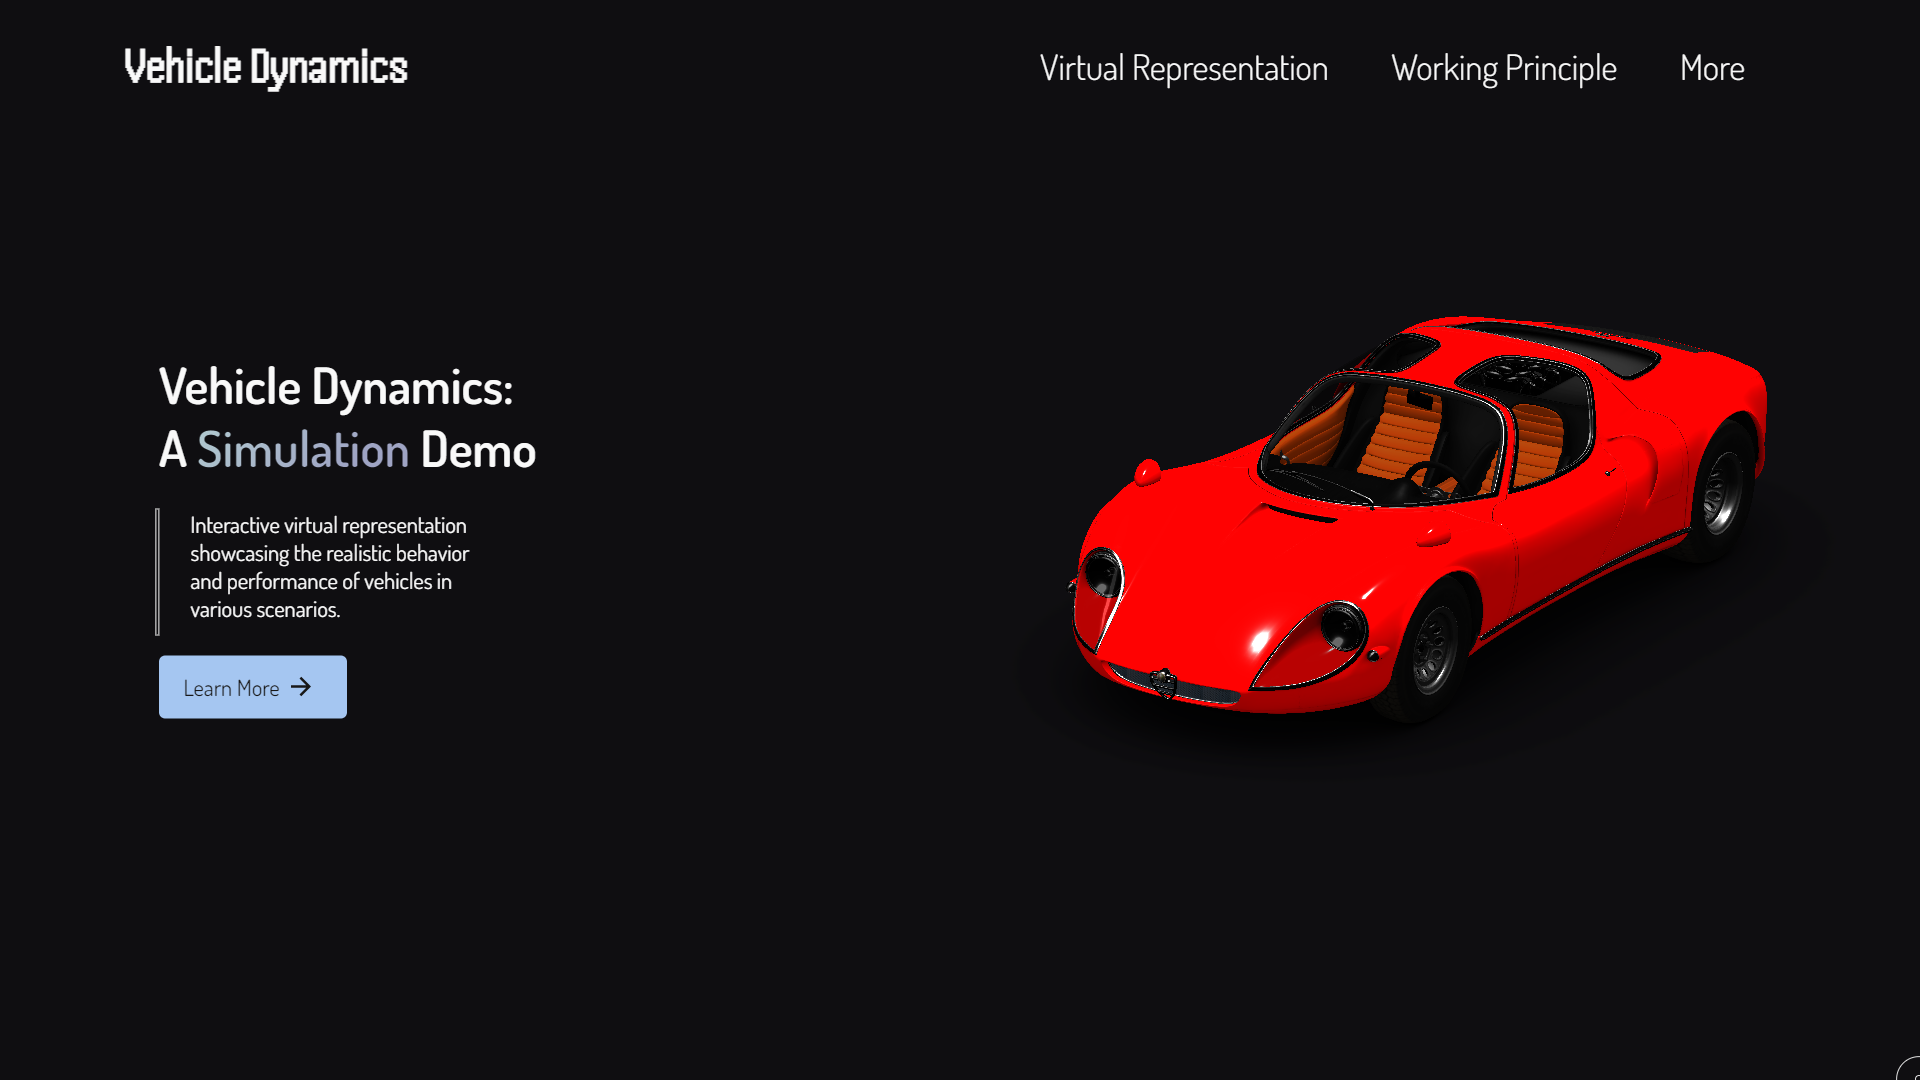 Vehicle Dynamics
Virtual Representation
Working Principle
More
Vehicle Dynamics:
A Simulation Demo
Interactive virtual representation
showcasing the realistic behavior
and performance of vehicles in
various scenarios.
Learn More →